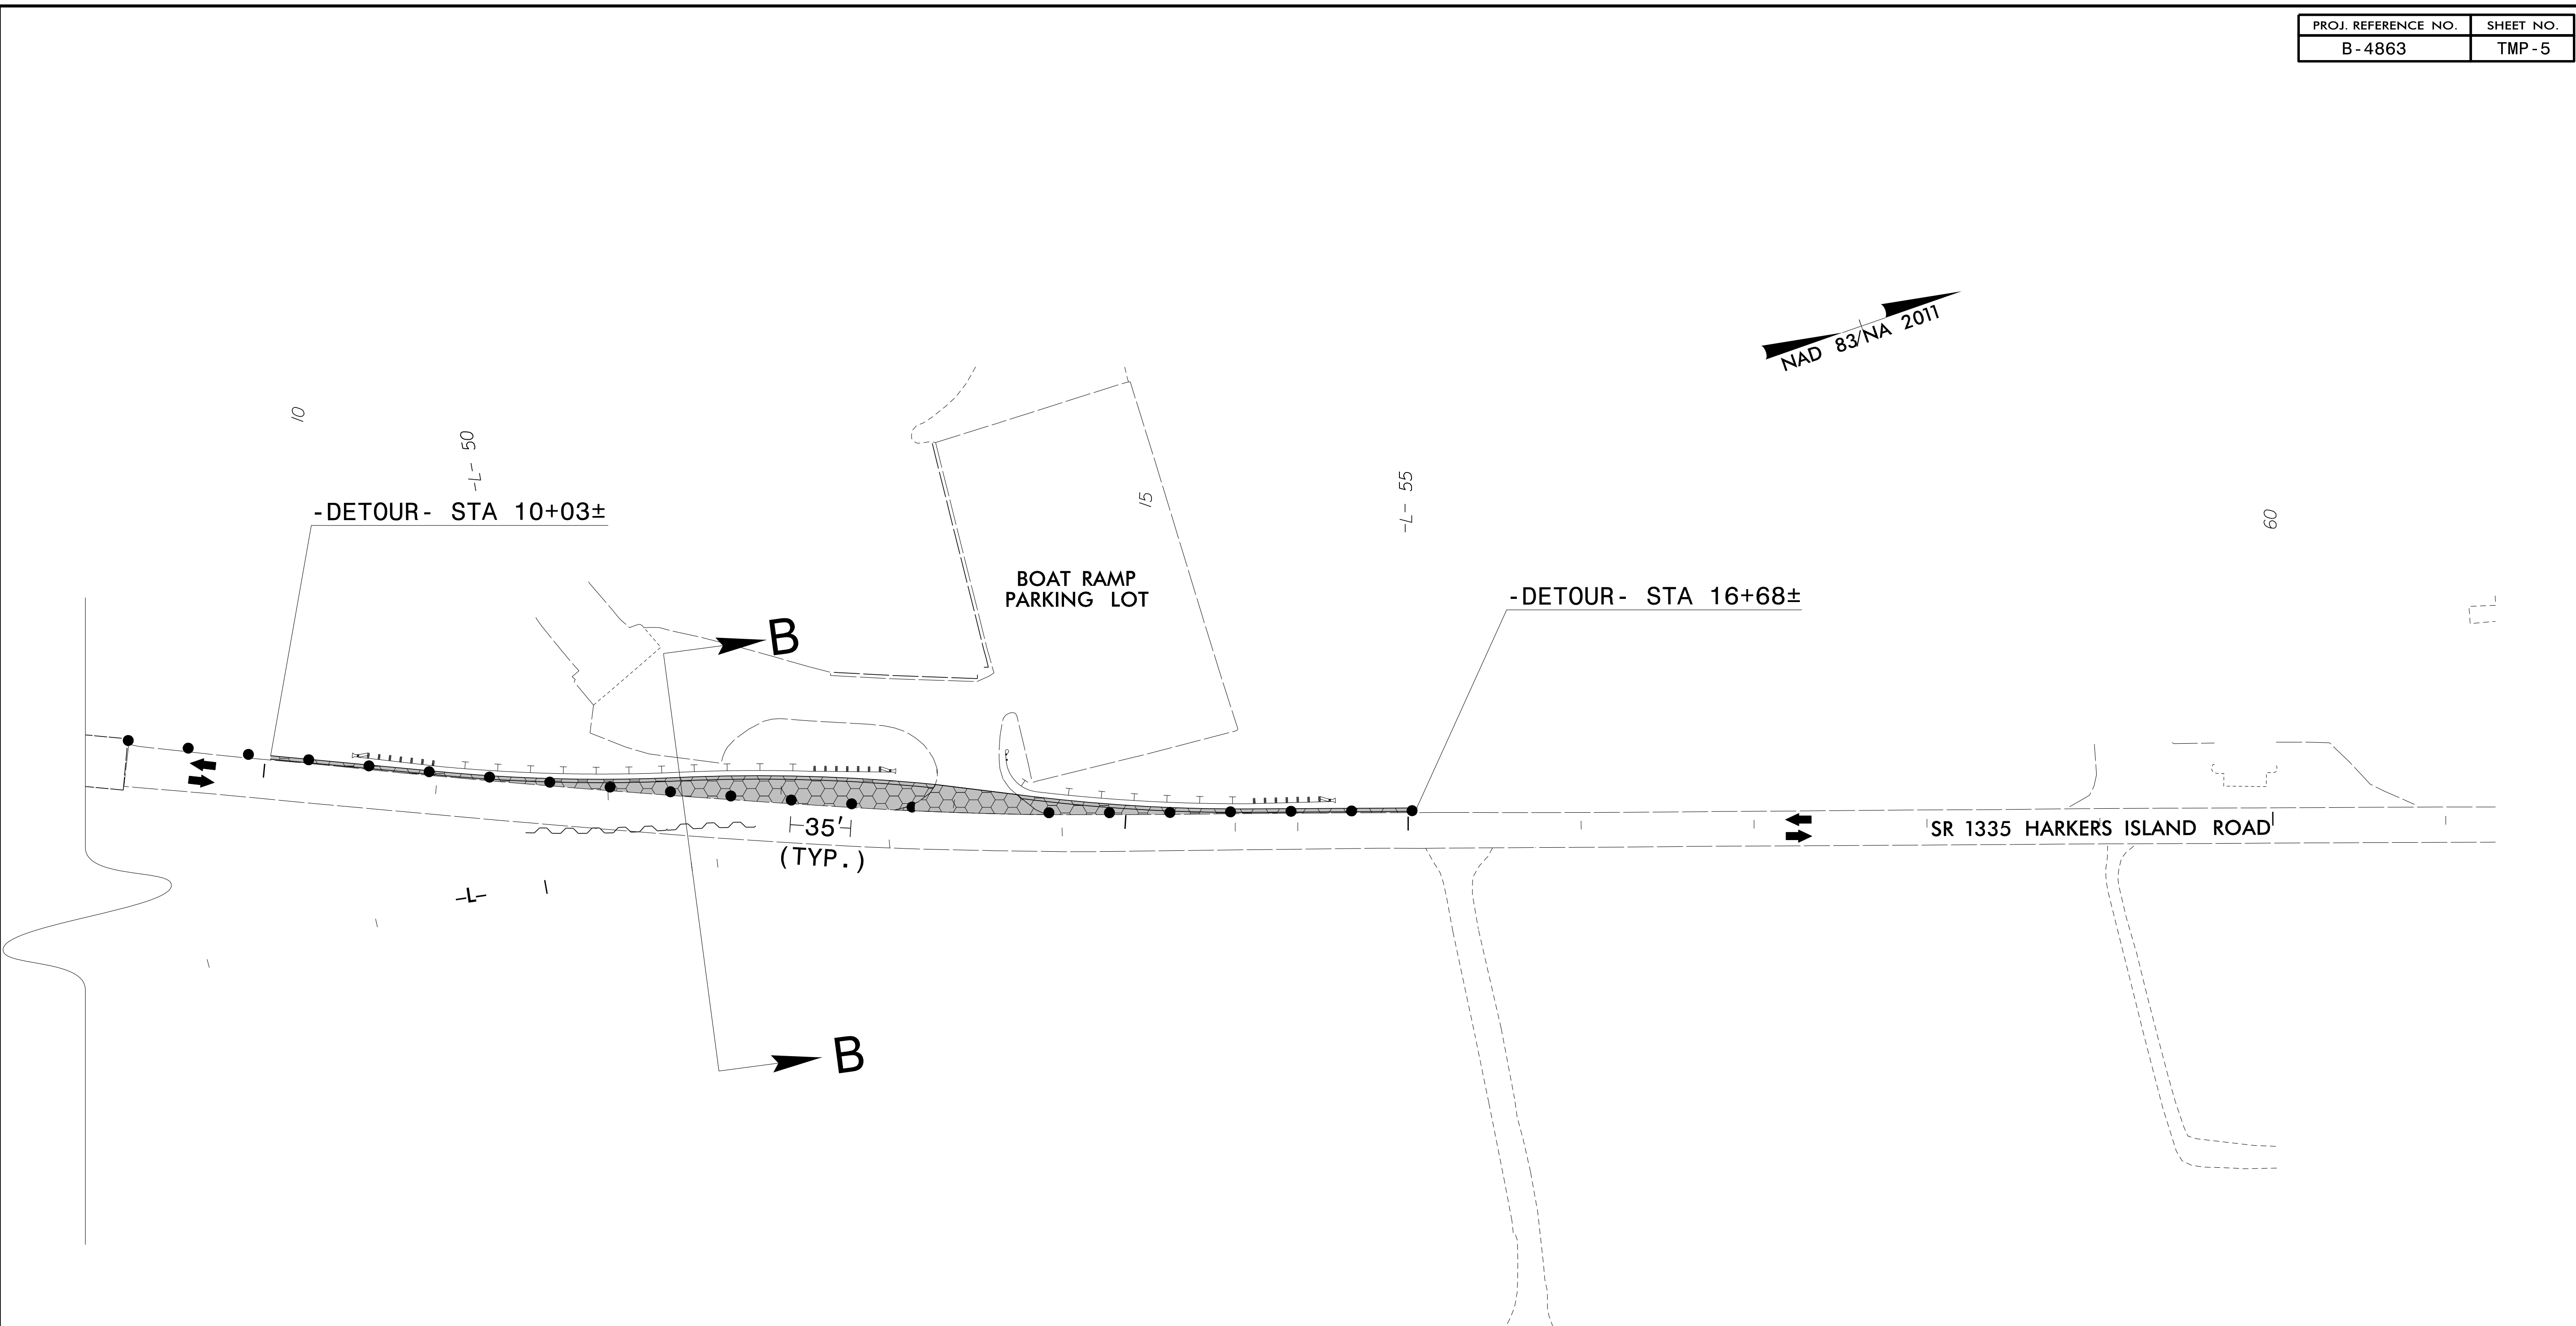 PROJ. REFERENCE NO. SHEET NO.
B-4863 TMP-5
NAD 83/NA 2011
10
-L- 50
15
-L- 55
60
-DETOUR- STA 10+03±
BOAT RAMP
PARKING LOT
-DETOUR- STA 16+68±
B
35'
(TYP.)
SR 1335 HARKERS ISLAND ROAD
-L-
B